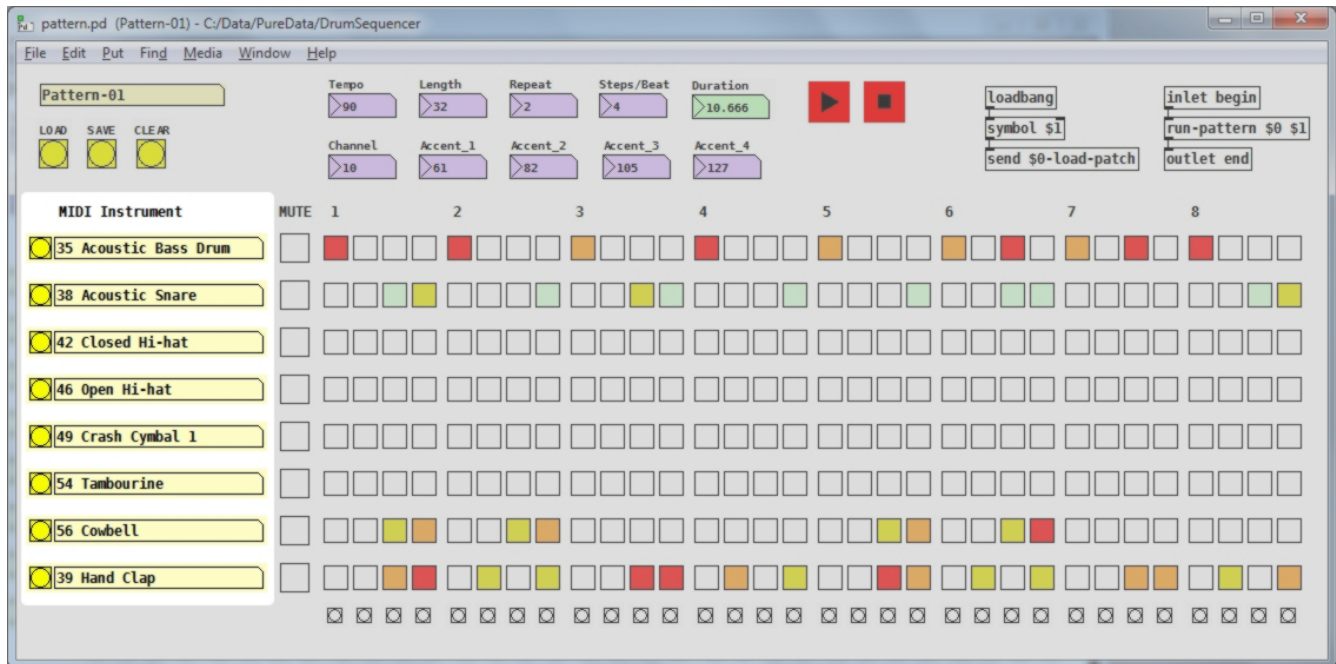 pattern.pd (Pattern-01) - C:/Data/PureData/DrumSequencer
File Edit Put Find Media Window Help
Pattern-01
LOAD SAVE CLEAR
Tempo Length Repeat Steps/Beat Duration
90 32 2 4 10.666
Channel Accent_1 Accent_2 Accent_3 Accent_4
10 61 82 105 127
loadbang
symbol $1
send $0-load-patch
inlet begin
run-pattern $0 $1
outlet end
MIDI Instrument MUTE 1 2 3 4 5 6 7 8
35 Acoustic Bass Drum
38 Acoustic Snare
42 Closed Hi-hat
46 Open Hi-hat
49 Crash Cymbal 1
54 Tambourine
56 Cowbell
39 Hand Clap